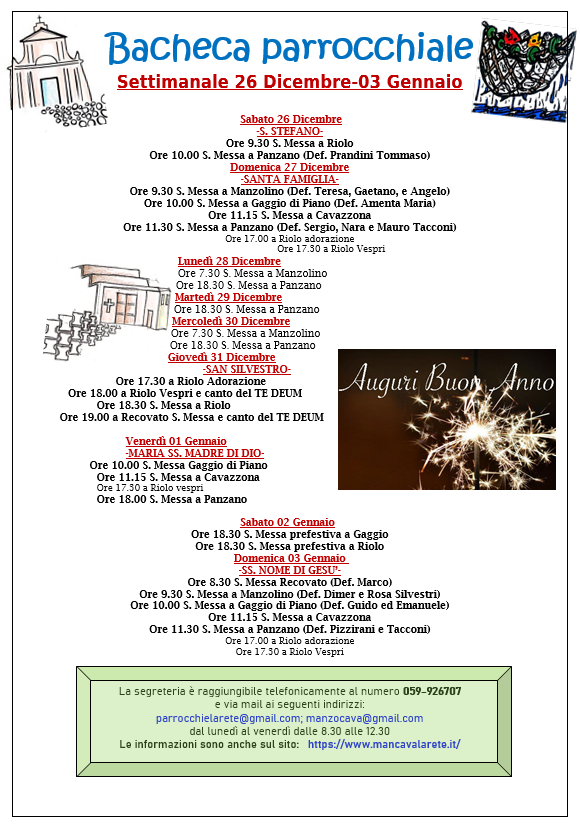 Bacheca parrocchiale
Settimanale 26 Dicembre-03 Gennaio
Sabato 26 Dicembre
-S. STEFANO-
Ore 9.30 S. Messa a Riolo
Ore 10.00 S. Messa a Panzano (Def. Prandini Tommaso)
Domenica 27 Dicembre
-SANTA FAMIGLIA-
Ore 9.30 S. Messa a Manzolino (Def. Teresa, Gaetano, e Angelo)
Ore 10.00 S. Messa a Gaggio di Piano (Def. Amenta Maria)
Ore 11.15 S. Messa a Cavazzona
Ore 11.30 S. Messa a Panzano (Def. Sergio, Nara e Mauro Tacconi)
Ore 17.00 a Riolo adorazione
Ore 17.30 a Riolo Vespri
Lunedì 28 Dicembre
Ore 7.30 S. Messa a Manzolino
Ore 18.30 S. Messa a Panzano
Martedì 29 Dicembre
Ore 18.30 S. Messa a Panzano
Mercoledì 30 Dicembre
Ore 7.30 S. Messa a Manzolino
Ore 18.30 S. Messa a Panzano
Giovedì 31 Dicembre
-SAN SILVESTRO-
Ore 17.30 a Riolo Adorazione
Ore 18.00 a Riolo Vespri e canto del TE DEUM
Ore 18.30 S. Messa a Riolo
Ore 19.00 a Recovato S. Messa e canto del TE DEUM
Auguri Buon Anno
Venerdì 01 Gennaio
-MARIA SS. MADRE DI DIO-
Ore 10.00 S. Messa Gaggio di Piano
Ore 11.15 S. Messa a Cavazzona
Ore 17.30 a Riolo vespri
Ore 18.00 S. Messa a Panzano
Sabato 02 Gennaio
Ore 18.30 S. Messa prefestiva a Gaggio
Ore 18.30 S. Messa prefestiva a Riolo
Domenica 03 Gennaio
-SS. NOME DI GESU'-
Ore 8.30 S. Messa Recovato (Def. Marco)
Ore 9.30 S. Messa a Manzolino (Def. Dimer e Rosa Silvestri)
Ore 10.00 S. Messa a Gaggio di Piano (Def. Guido ed Emanuele)
Ore 11.15 S. Messa a Cavazzona
Ore 11.30 S. Messa a Panzano (Def. Pizzirani e Tacconi)
Ore 17.00 a Riolo adorazione
Ore 17.30 a Riolo Vespri
La segreteria è raggiungibile telefonicamente al numero 059-926707
e via mail ai seguenti indirizzi:
parrocchielarete@gmail.com; manzocava@gmail.com
dal lunedì al venerdì dalle 8.30 alle 12.30
Le informazioni sono anche sul sito: https://www.mancavalarete.it/